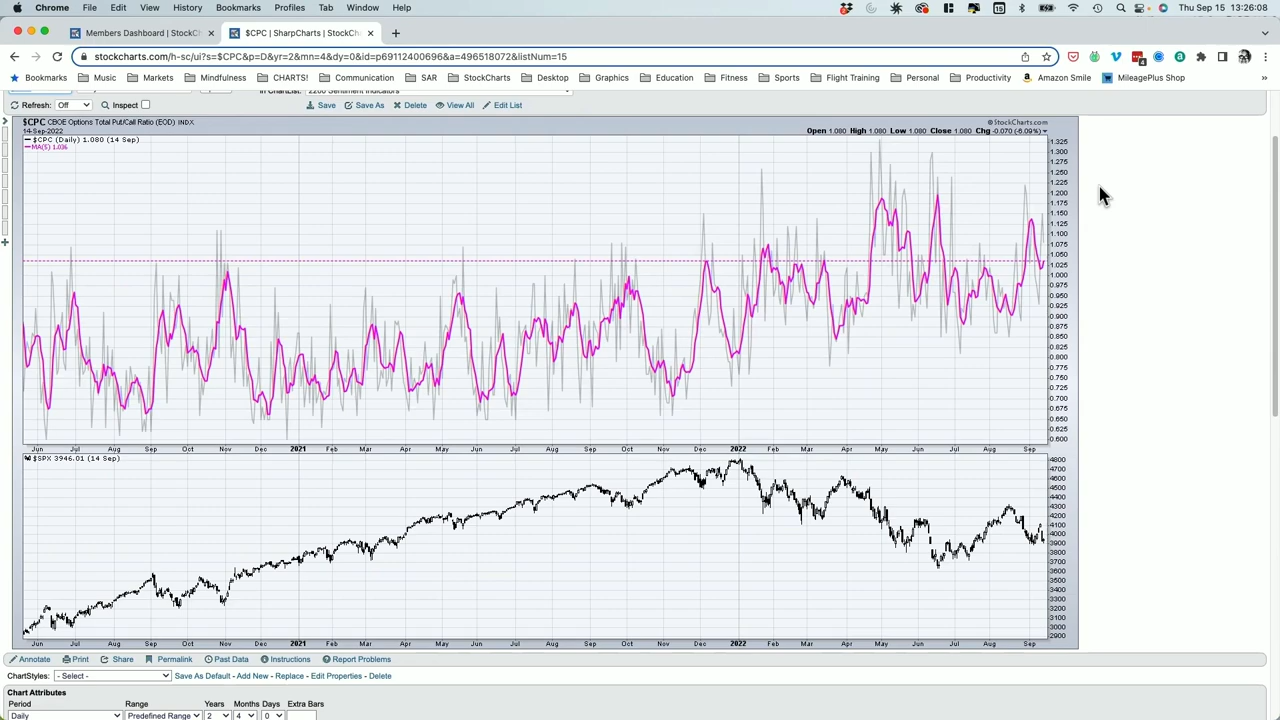 Chrome File Edit View History Bookmarks Profiles Tab Window Help Thu Sep 15 13:26:08
Members Dashboard | StockCh $CPC | SharpCharts | StockCh
stockcharts.com/h-sc/ui?s=$CPC&p=D&yr=2&mn=4&dy=0&id=p69112400696&a=496518072&listNum=15
Bookmarks Music Markets Mindfulness CHARTS! Communication SAR StockCharts Desktop Graphics Education Fitness Sports Flight Training Personal Productivity Amazon Smile MileagePlus Shop
in ChartList: 2200 Sentiment Indicators
Refresh: Off Inspect Save Save As Delete View All Edit List
$CPC CBOE Options Total Put/Call Ratio (EOD) INDX © StockCharts.com
14-Sep-2022 Open 1.080 High 1.080 Low 1.080 Close 1.080 Chg -0.070 (-6.09%)
$CPC (Daily) 1.080 (14 Sep)
MA(5) 1.036
1.325
1.300
1.275
1.250
1.225
1.200
1.175
1.150
1.125
1.100
1.075
1.050
1.025
1.000
0.975
0.950
0.925
0.900
0.875
0.850
0.825
0.800
0.775
0.750
0.725
0.700
0.675
0.650
0.625
0.600
Jun Jul Aug Sep Oct Nov Dec 2021 Feb Mar Apr May Jun Jul Aug Sep Oct Nov Dec 2022 Feb Mar Apr May Jun Jul Aug Sep
$SPX 3946.01 (14 Sep)
4800
4700
4600
4500
4400
4300
4200
4100
4000
3900
3800
3700
3600
3500
3400
3300
3200
3100
3000
2900
Jun Jul Aug Sep Oct Nov Dec 2021 Feb Mar Apr May Jun Jul Aug Sep Oct Nov Dec 2022 Feb Mar Apr May Jun Jul Aug Sep
Annotate Print Share Permalink Past Data Instructions Report Problems
ChartStyles: - Select - Save As Default - Add New - Replace - Edit Properties - Delete
Chart Attributes
Period Range Years Months Days Extra Bars
Daily Predefined Range 2 4 0